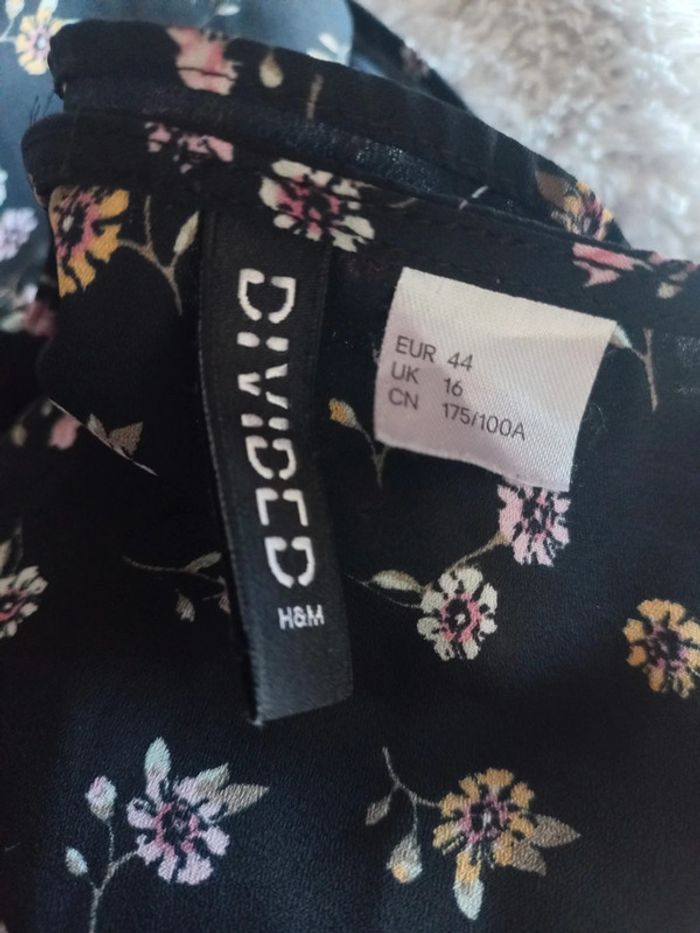 DIVIDED
H&M
EUR 44
UK 16
CN 175/100A